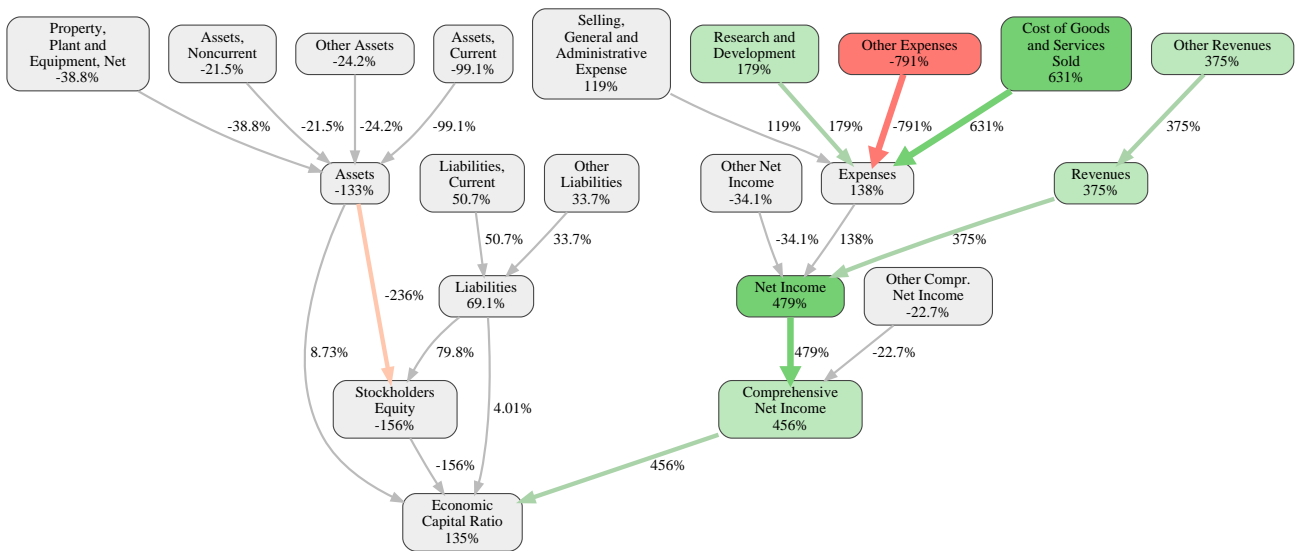 Property,
Plant and
Equipment, Net
-38.8%
Assets,
Noncurrent
-21.5%
Other Assets
-24.2%
Assets,
Current
-99.1%
Selling,
General and
Administrative
Expense
119%
Research and
Development
179%
Other Expenses
-791%
Cost of Goods
and Services
Sold
631%
Other Revenues
375%
-38.8%
-21.5%
-24.2%
-99.1%
119%
179%
-791%
631%
375%
Assets
-133%
Liabilities,
Current
50.7%
Other
Liabilities
33.7%
Other Net
Income
-34.1%
Expenses
138%
Revenues
375%
50.7%
33.7%
-34.1%
138%
375%
-236%
Liabilities
69.1%
Net Income
479%
Other Compr.
Net Income
-22.7%
8.73%
79.8%
4.01%
479%
-22.7%
Stockholders
Equity
-156%
Comprehensive
Net Income
456%
-156%
456%
Economic
Capital Ratio
135%